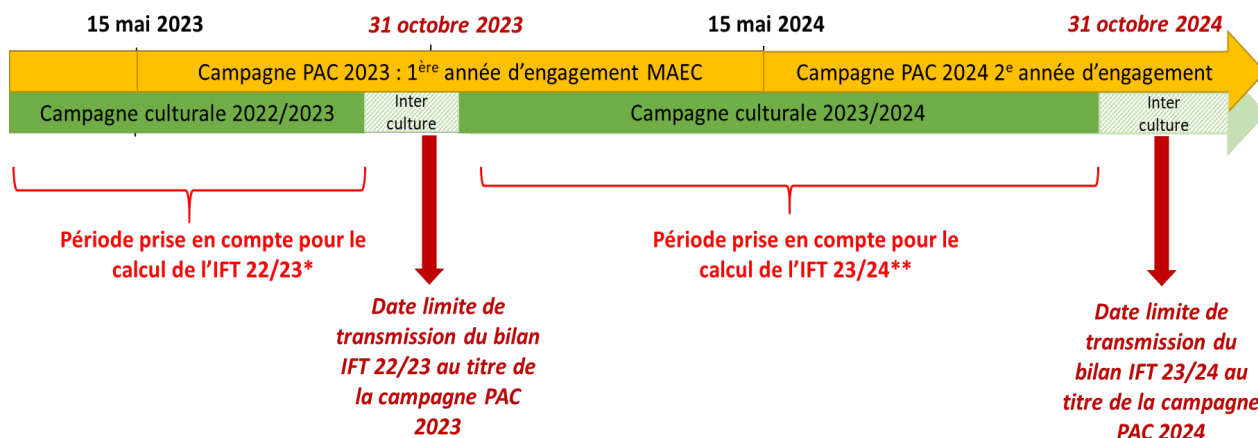 15 mai 2023
31 octobre 2023
15 mai 2024
31 octobre 2024
Campagne PAC 2023 : 1ère année d’engagement MAEC
Campagne PAC 2024 2e année d’engagement
Campagne culturale 2022/2023
Inter
culture
Campagne culturale 2023/2024
Inter
culture
Période prise en compte pour le
calcul de l’IFT 22/23*
Période prise en compte pour le
calcul de l’IFT 23/24**
Date limite de
transmission du bilan
IFT 22/23 au titre de
la campagne PAC
2023
Date limite de
transmission du
bilan IFT 23/24 au
titre de la campagne
PAC 2024